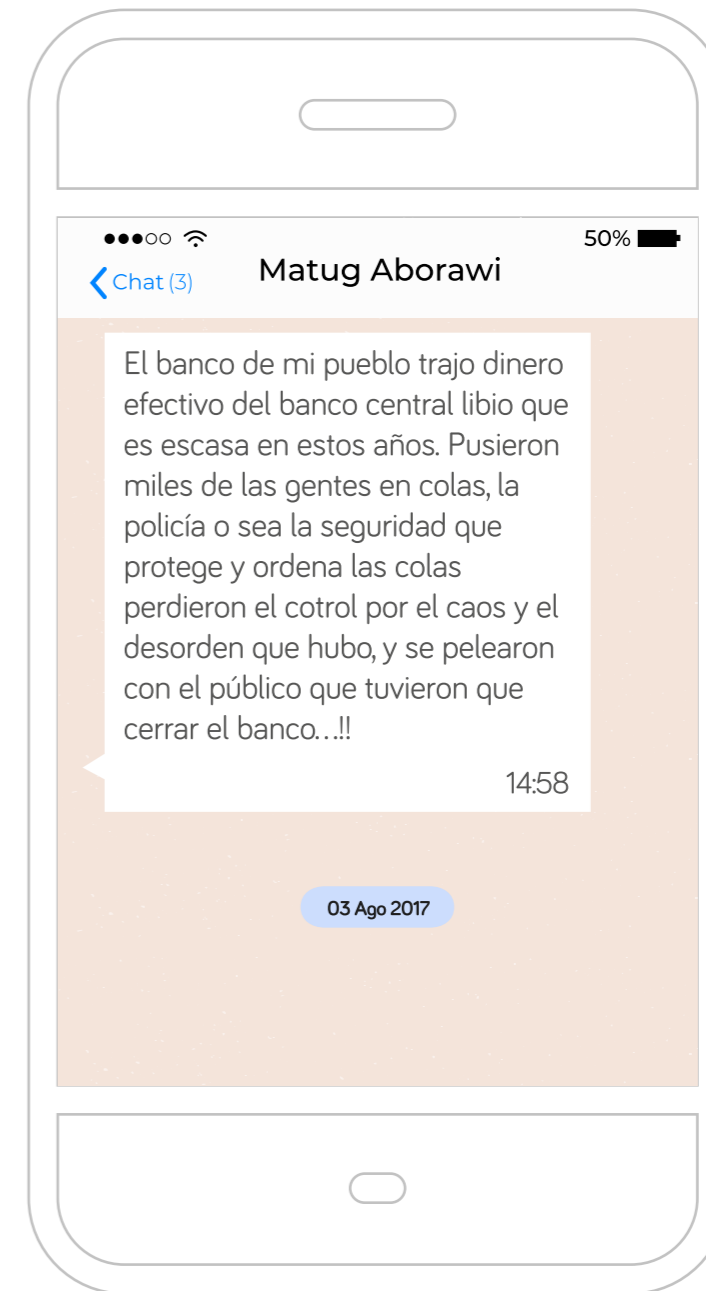 50%
Chat (3)
Matug Aborawi
El banco de mi pueblo trajo dinero
efectivo del banco central libio que
es escasa en estos años. Pusieron
miles de las gentes en colas, la
policía o sea la seguridad que
protege y ordena las colas
perdieron el cotrol por el caos y el
desorden que hubo, y se pelearon
con el público que tuvieron que
cerrar el banco...!!
14:58
03 Ago 2017